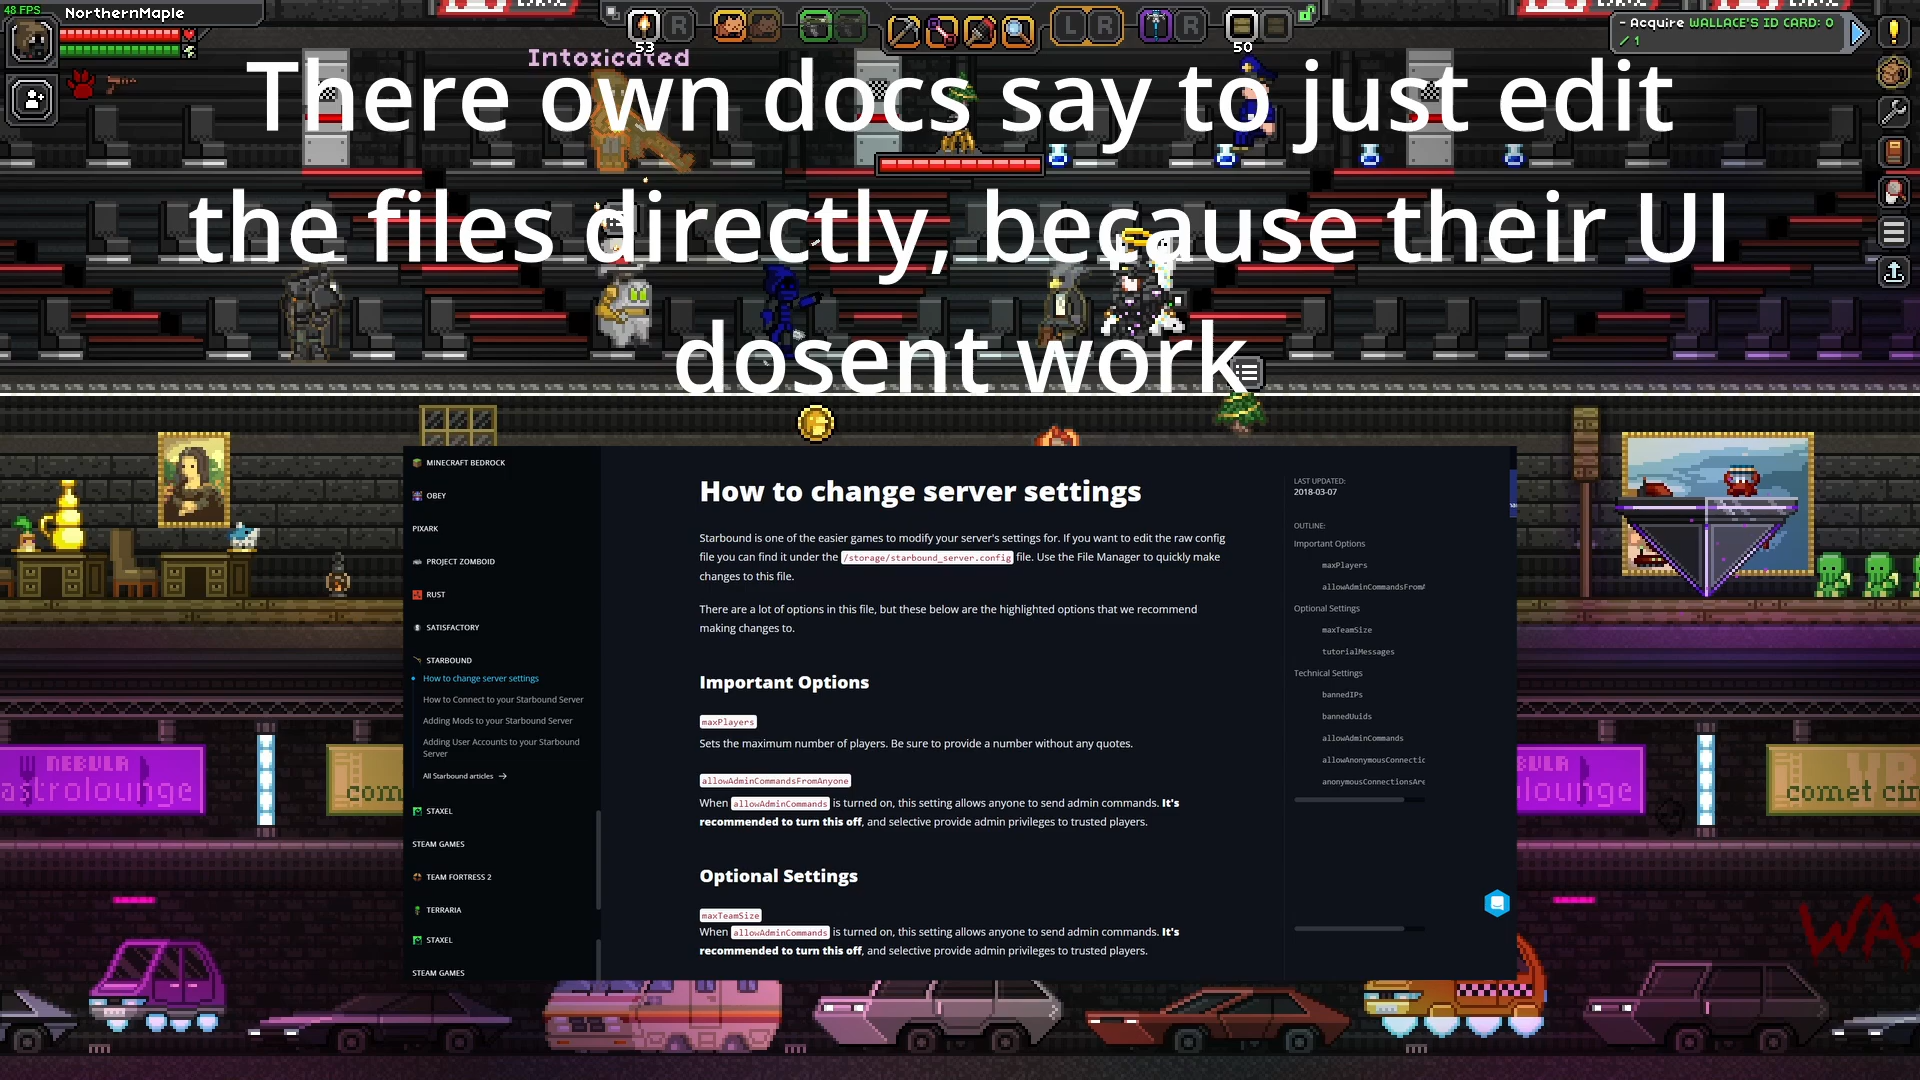 48 FPS
NorthernMaple
53
R
L
R
R
50
- Acquire WALLACE'S ID CARD: 0
/ 1
Intoxicated
There own docs say to just edit
the files directly, because their UI
dosent work
MINECRAFT BEDROCK
OBEY
PIXARK
PROJECT ZOMBOID
RUST
SATISFACTORY
STARBOUND
How to change server settings
How to Connect to your Starbound Server
Adding Mods to your Starbound Server
Adding User Accounts to your Starbound
Server
All Starbound articles →
STAXEL
STEAM GAMES
TEAM FORTRESS 2
TERRARIA
STAXEL
STEAM GAMES
How to change server settings
Starbound is one of the easier games to modify your server's settings for. If you want to edit the raw config
file you can find it under the /storage/starbound_server.config file. Use the File Manager to quickly make
changes to this file.
There are a lot of options in this file, but these below are the highlighted options that we recommend
making changes to.
Important Options
maxPlayers
Sets the maximum number of players. Be sure to provide a number without any quotes.
allowAdminCommandsFromAnyone
When allowAdminCommands is turned on, this setting allows anyone to send admin commands. It's
recommended to turn this off, and selective provide admin privileges to trusted players.
Optional Settings
maxTeamSize
When allowAdminCommands is turned on, this setting allows anyone to send admin commands. It's
recommended to turn this off, and selective provide admin privileges to trusted players.
LAST UPDATED:
2018-03-07
OUTLINE:
Important Options
maxPlayers
allowAdminCommandsFromA
Optional Settings
maxTeamSize
tutorialMessages
Technical Settings
bannedIPs
bannedUuids
allowAdminCommands
allowAnonymousConnectic
anonymousConnectionsAre
NEBULA
astrolounge
com
BULA
lounge
VR
comet cin
WA